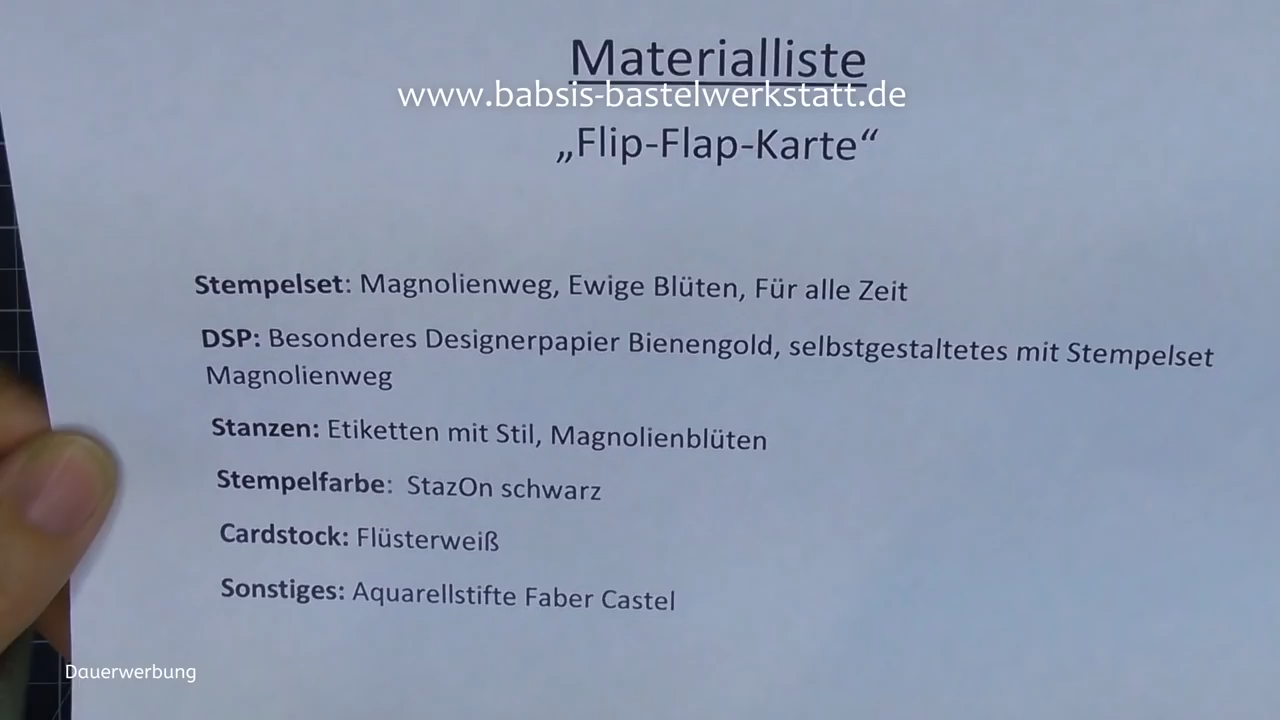 Materialliste
www.babsis-bastelwerkstatt.de
„Flip-Flap-Karte“
Stempelset: Magnolienweg, Ewige Blüten, Für alle Zeit
DSP: Besonderes Designerpapier Bienengold, selbstgestaltetes mit Stempelset
Magnolienweg
Stanzen: Etiketten mit Stil, Magnolienblüten
Stempelfarbe: StazOn schwarz
Cardstock: Flüsterweiß
Sonstiges: Aquarellstifte Faber Castel
Dauerwerbung